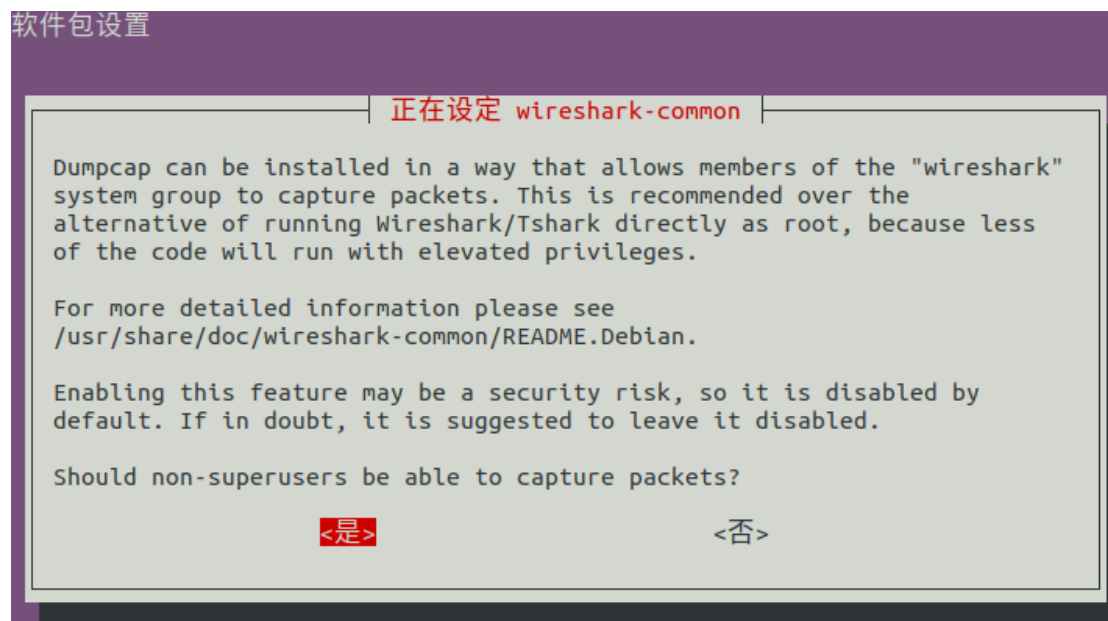 软件包设置
正在设定 wireshark-common
Dumpcap can be installed in a way that allows members of the "wireshark"
system group to capture packets. This is recommended over the
alternative of running Wireshark/Tshark directly as root, because less
of the code will run with elevated privileges.
For more detailed information please see
/usr/share/doc/wireshark-common/README.Debian.
Enabling this feature may be a security risk, so it is disabled by
default. If in doubt, it is suggested to leave it disabled.
Should non-superusers be able to capture packets?
<是> <否>